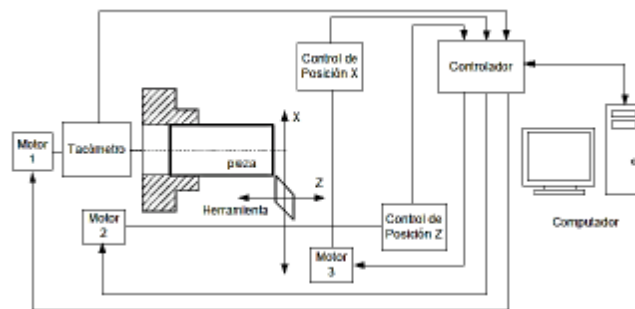 Control de
Posición X
Controlador
Motor
1
Tacómetro
X
pieza
Z
Herramienta
Motor
2
Control de
Posición Z
Motor
3
Computador